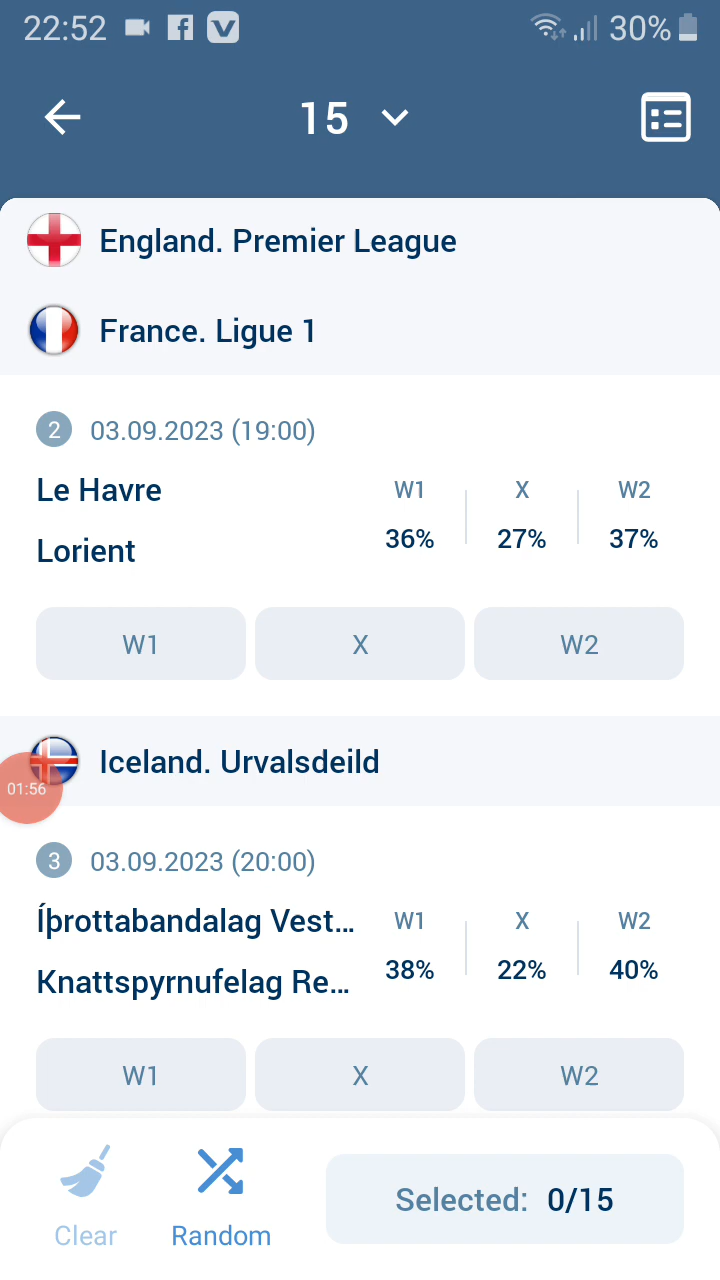 22:52 30%
15
England. Premier League
France. Ligue 1
2 03.09.2023 (19:00)
Le Havre
Lorient
W1 X W2
36% 27% 37%
W1 X W2
Iceland. Urvalsdeild
01:56
3 03.09.2023 (20:00)
Íþrottabandalag Vest...
Knattspyrnufelag Re...
W1 X W2
38% 22% 40%
W1 X W2
Clear Random Selected: 0/15